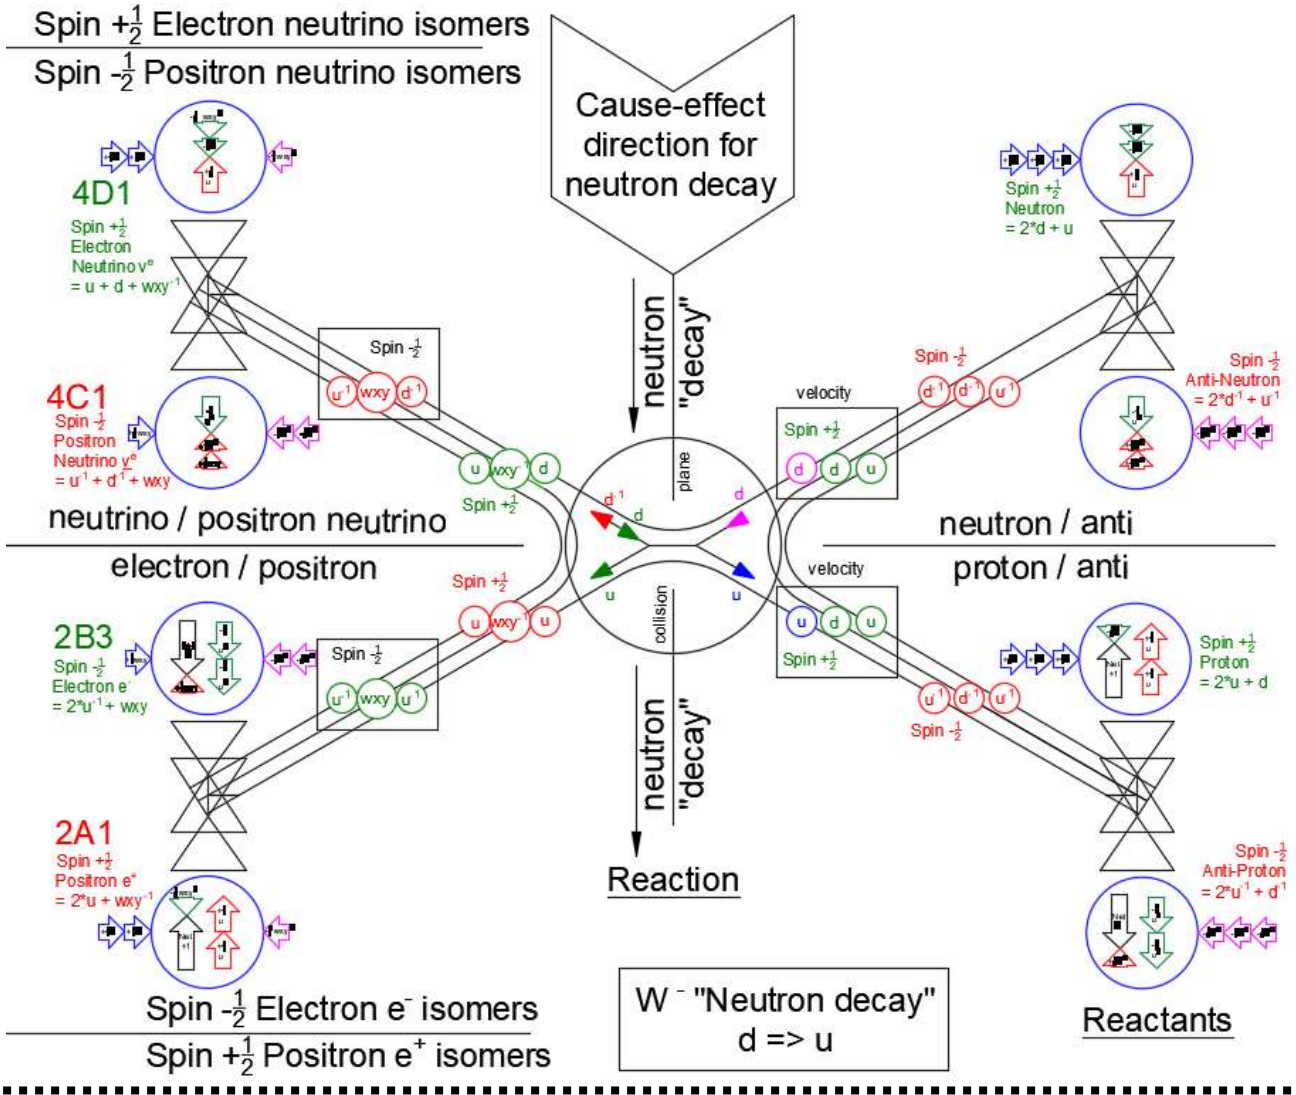 Spin +½ Electron neutrino isomers
Spin -½ Positron neutrino isomers
Cause-effect
direction for
neutron decay
4D1
Spin +½
Electron
Neutrino νᵉ
= u + d + wxy⁻¹
Spin +½
Neutron
= 2*d + u
neutron
"decay"
Spin -½
u⁻¹ wxy d⁻¹
4C1
Spin -½
Positron
Neutrino νᵉ
= u⁻¹ + d⁻¹ + wxy
Spin -½
d⁻¹ d⁻¹ u⁻¹
Spin -½
Anti-Neutron
= 2*d⁻¹ + u⁻¹
velocity
Spin +½
d d u
u wxy⁻¹ d
Spin +½
plane
d⁻¹
d
d
neutrino / positron neutrino
electron / positron
neutron / anti
proton / anti
velocity
u
u
collision
Spin +½
u wxy⁻¹ u
u d u
Spin +½
2B3
Spin -½
Electron e⁻
= 2*u⁻¹ + wxy
Spin -½
u⁻¹ wxy u⁻¹
Spin +½
Proton
= 2*u + d
u⁻¹ d⁻¹ u⁻¹
Spin -½
neutron
"decay"
2A1
Spin +½
Positron e⁺
= 2*u + wxy⁻¹
Reaction
Spin -½
Anti-Proton
= 2*u⁻¹ + d⁻¹
W ⁻ "Neutron decay"
d => u
Reactants
Spin -½ Electron e⁻ isomers
Spin +½ Positron e⁺ isomers